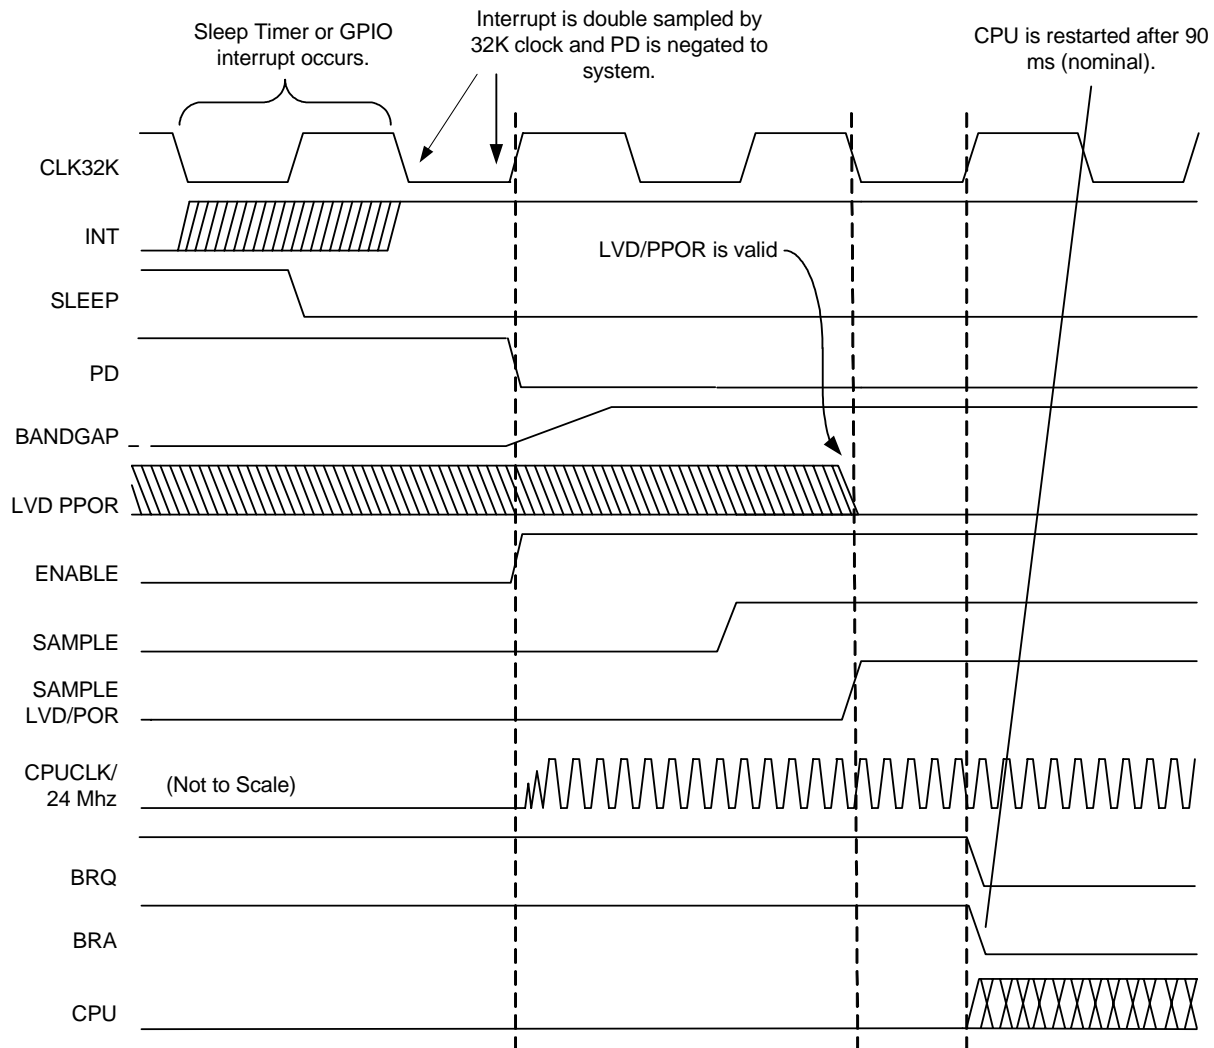 Sleep Timer or GPIO
interrupt occurs.
Interrupt is double sampled by
32K clock and PD is negated to
system.
CPU is restarted after 90
ms (nominal).
CLK32K
INT
LVD/PPOR is valid
SLEEP
PD
BANDGAP
LVD PPOR
ENABLE
SAMPLE
SAMPLE
LVD/POR
CPUCLK/
24 Mhz
(Not to Scale)
BRQ
BRA
CPU